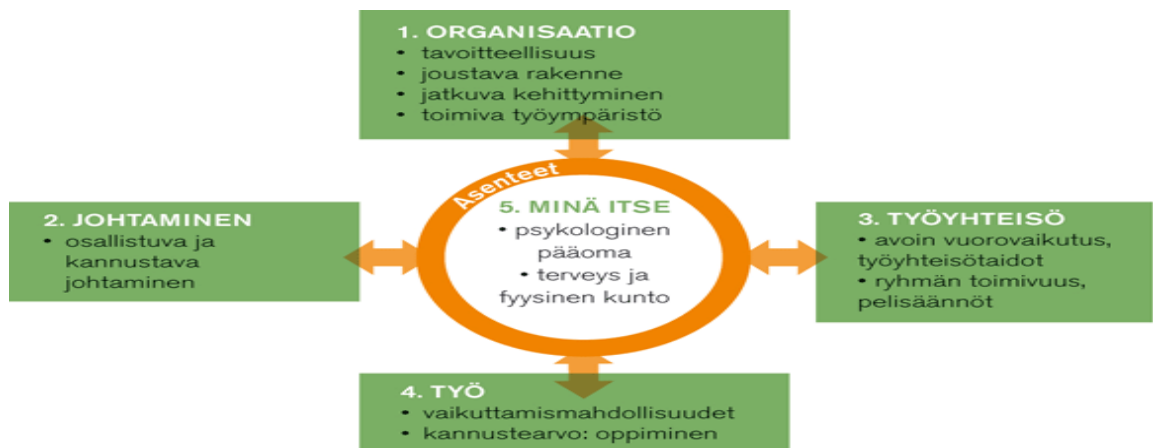 1. ORGANISAATIO
• tavoitteellisuus
• joustava rakenne
• jatkuva kehittyminen
• toimiva työympäristö
Asenteet
5. MINÄ ITSE
• psykologinen
pääoma
• terveys ja
fyysinen kunto
2. JOHTAMINEN
• osallistuva ja
kannustava
johtaminen
3. TYÖYHTEISÖ
• avoin vuorovaikutus,
työyhteisötaidot
• ryhmän toimivuus,
pelisäännöt
4. TYÖ
• vaikuttamismahdollisuudet
• kannustearvo: oppiminen